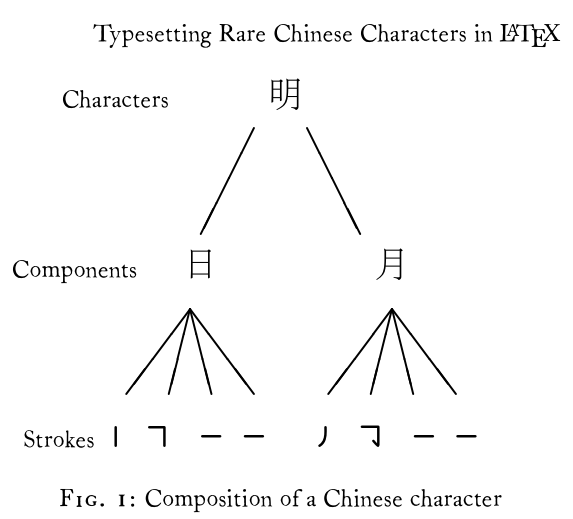 Typesetting Rare Chinese Characters in LATEX
Characters 明
Components 日 月
Strokes 丨 𠃍 一 一 丿 𠃌 一 一
Fig. 1: Composition of a Chinese character